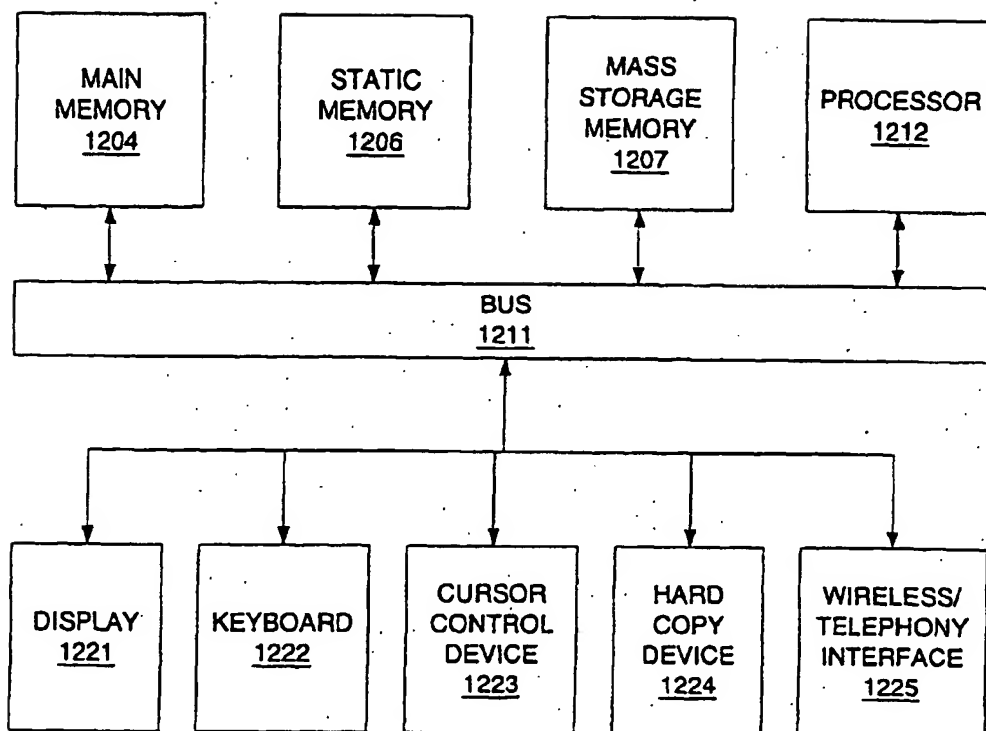 MAIN
MEMORY
1204
STATIC
MEMORY
1206
MASS
STORAGE
MEMORY
1207
PROCESSOR
1212
BUS
1211
DISPLAY
1221
KEYBOARD
1222
CURSOR
CONTROL
DEVICE
1223
HARD
COPY
DEVICE
1224
WIRELESS/
TELEPHONY
INTERFACE
1225